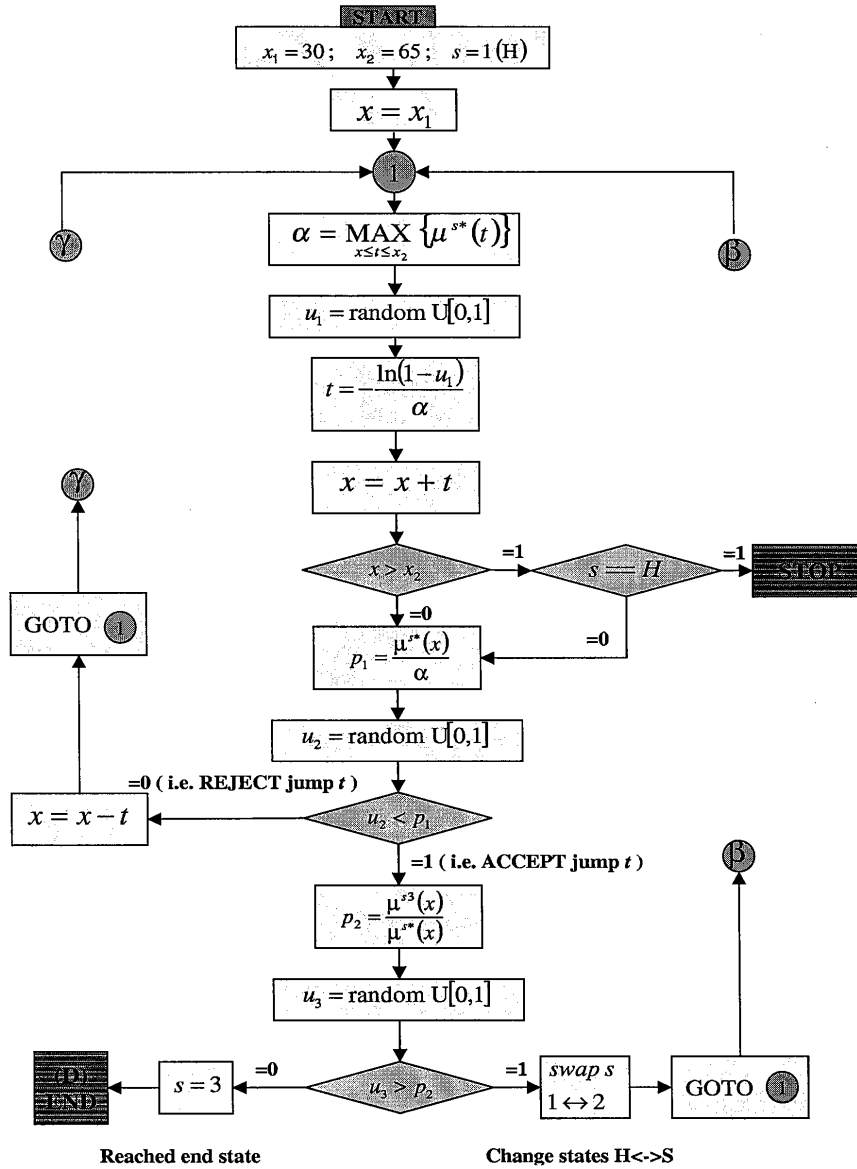 START
x₁ = 30 ; x₂ = 65 ; s = 1 (H)
x = x₁
1
γ
β
α = MAX {μ^{s*}(t)}
x≤t≤x₂
u₁ = random U[0,1]
t = − ln(1−u₁) / α
x = x + t
γ
x > x₂
=1
s == H
=1
STOP
=0
=0
GOTO 1
p₁ = μ^{s*}(x) / α
u₂ = random U[0,1]
=0 ( i.e. REJECT jump t )
x = x − t
u₂ < p₁
=1 ( i.e. ACCEPT jump t )
β
p₂ = μ^{s3}(x) / μ^{s*}(x)
u₃ = random U[0,1]
(D)
END
s = 3
=0
u₃ > p₂
=1
swap s
1 ↔ 2
GOTO 1
Reached end state
Change states H<->S